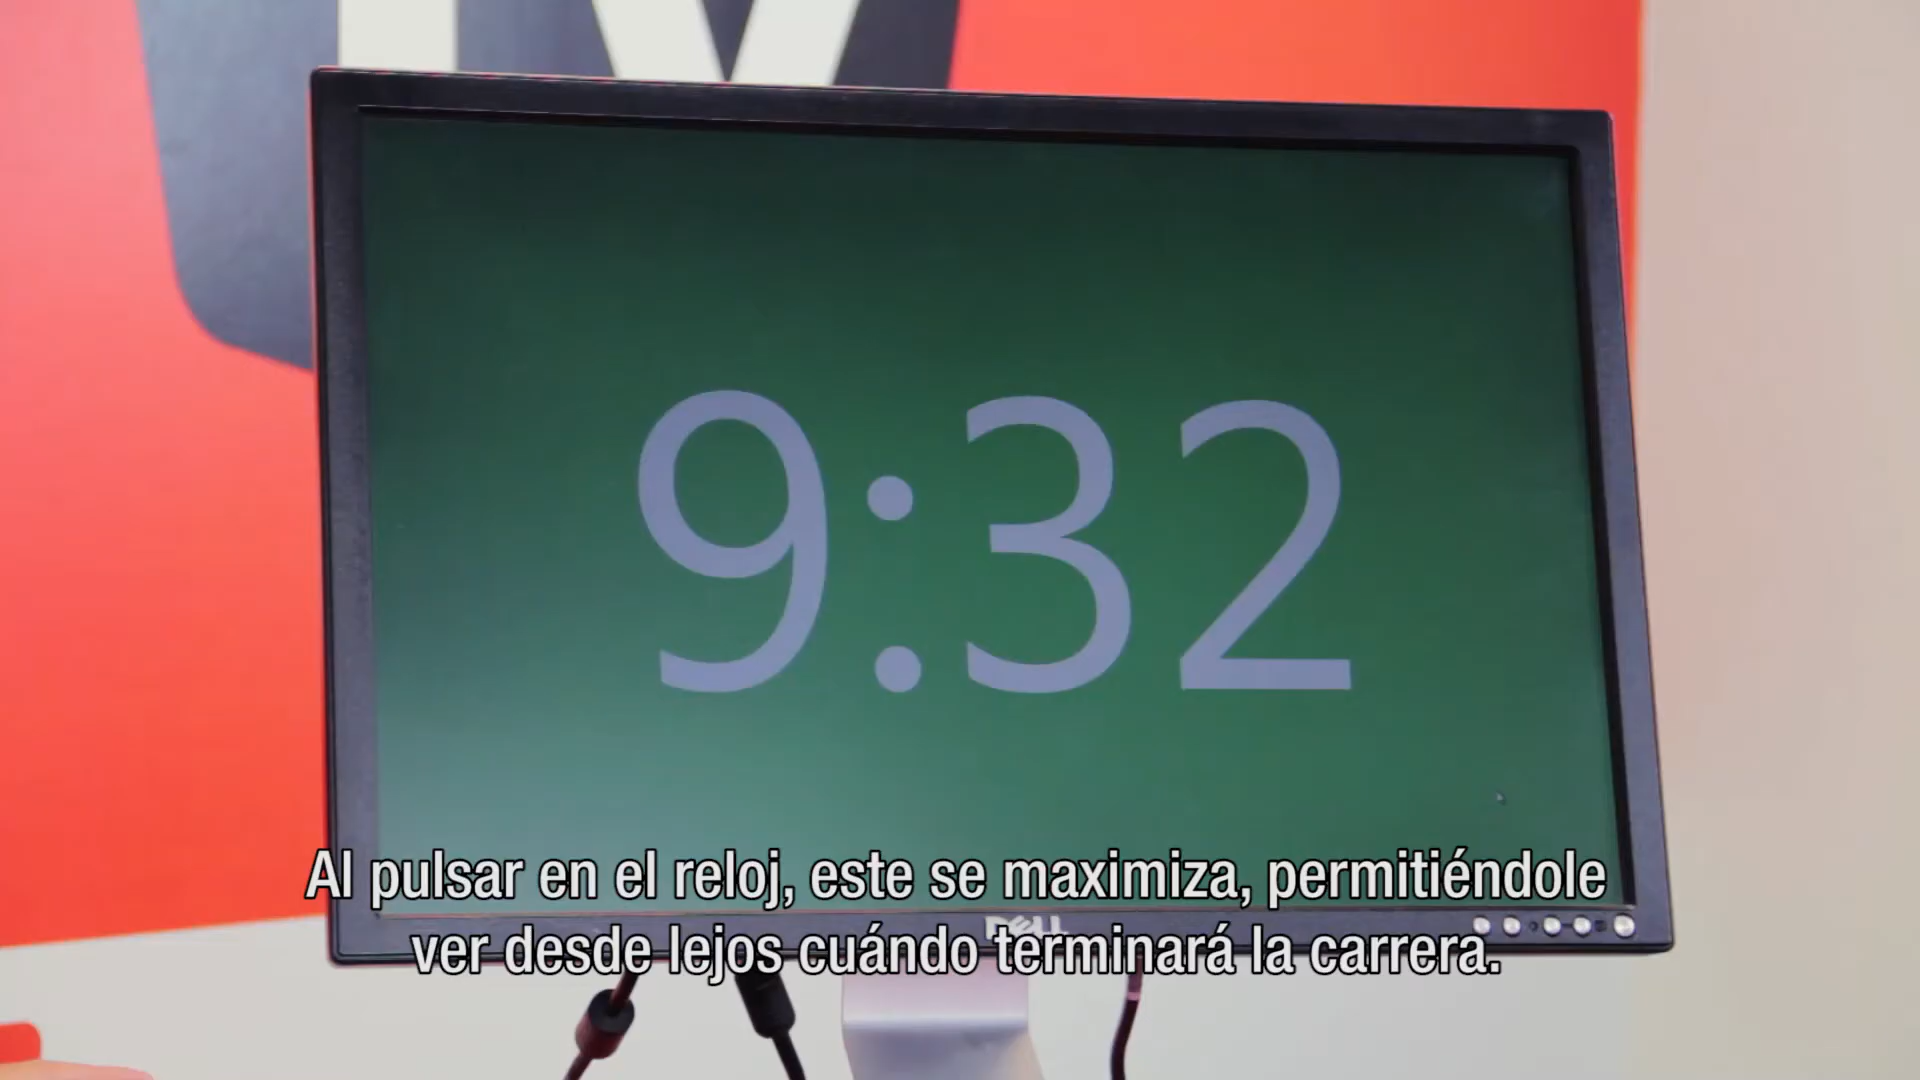 9:32
Al pulsar en el reloj, este se maximiza, permitiéndole
DELL
ver desde lejos cuándo terminará la carrera.